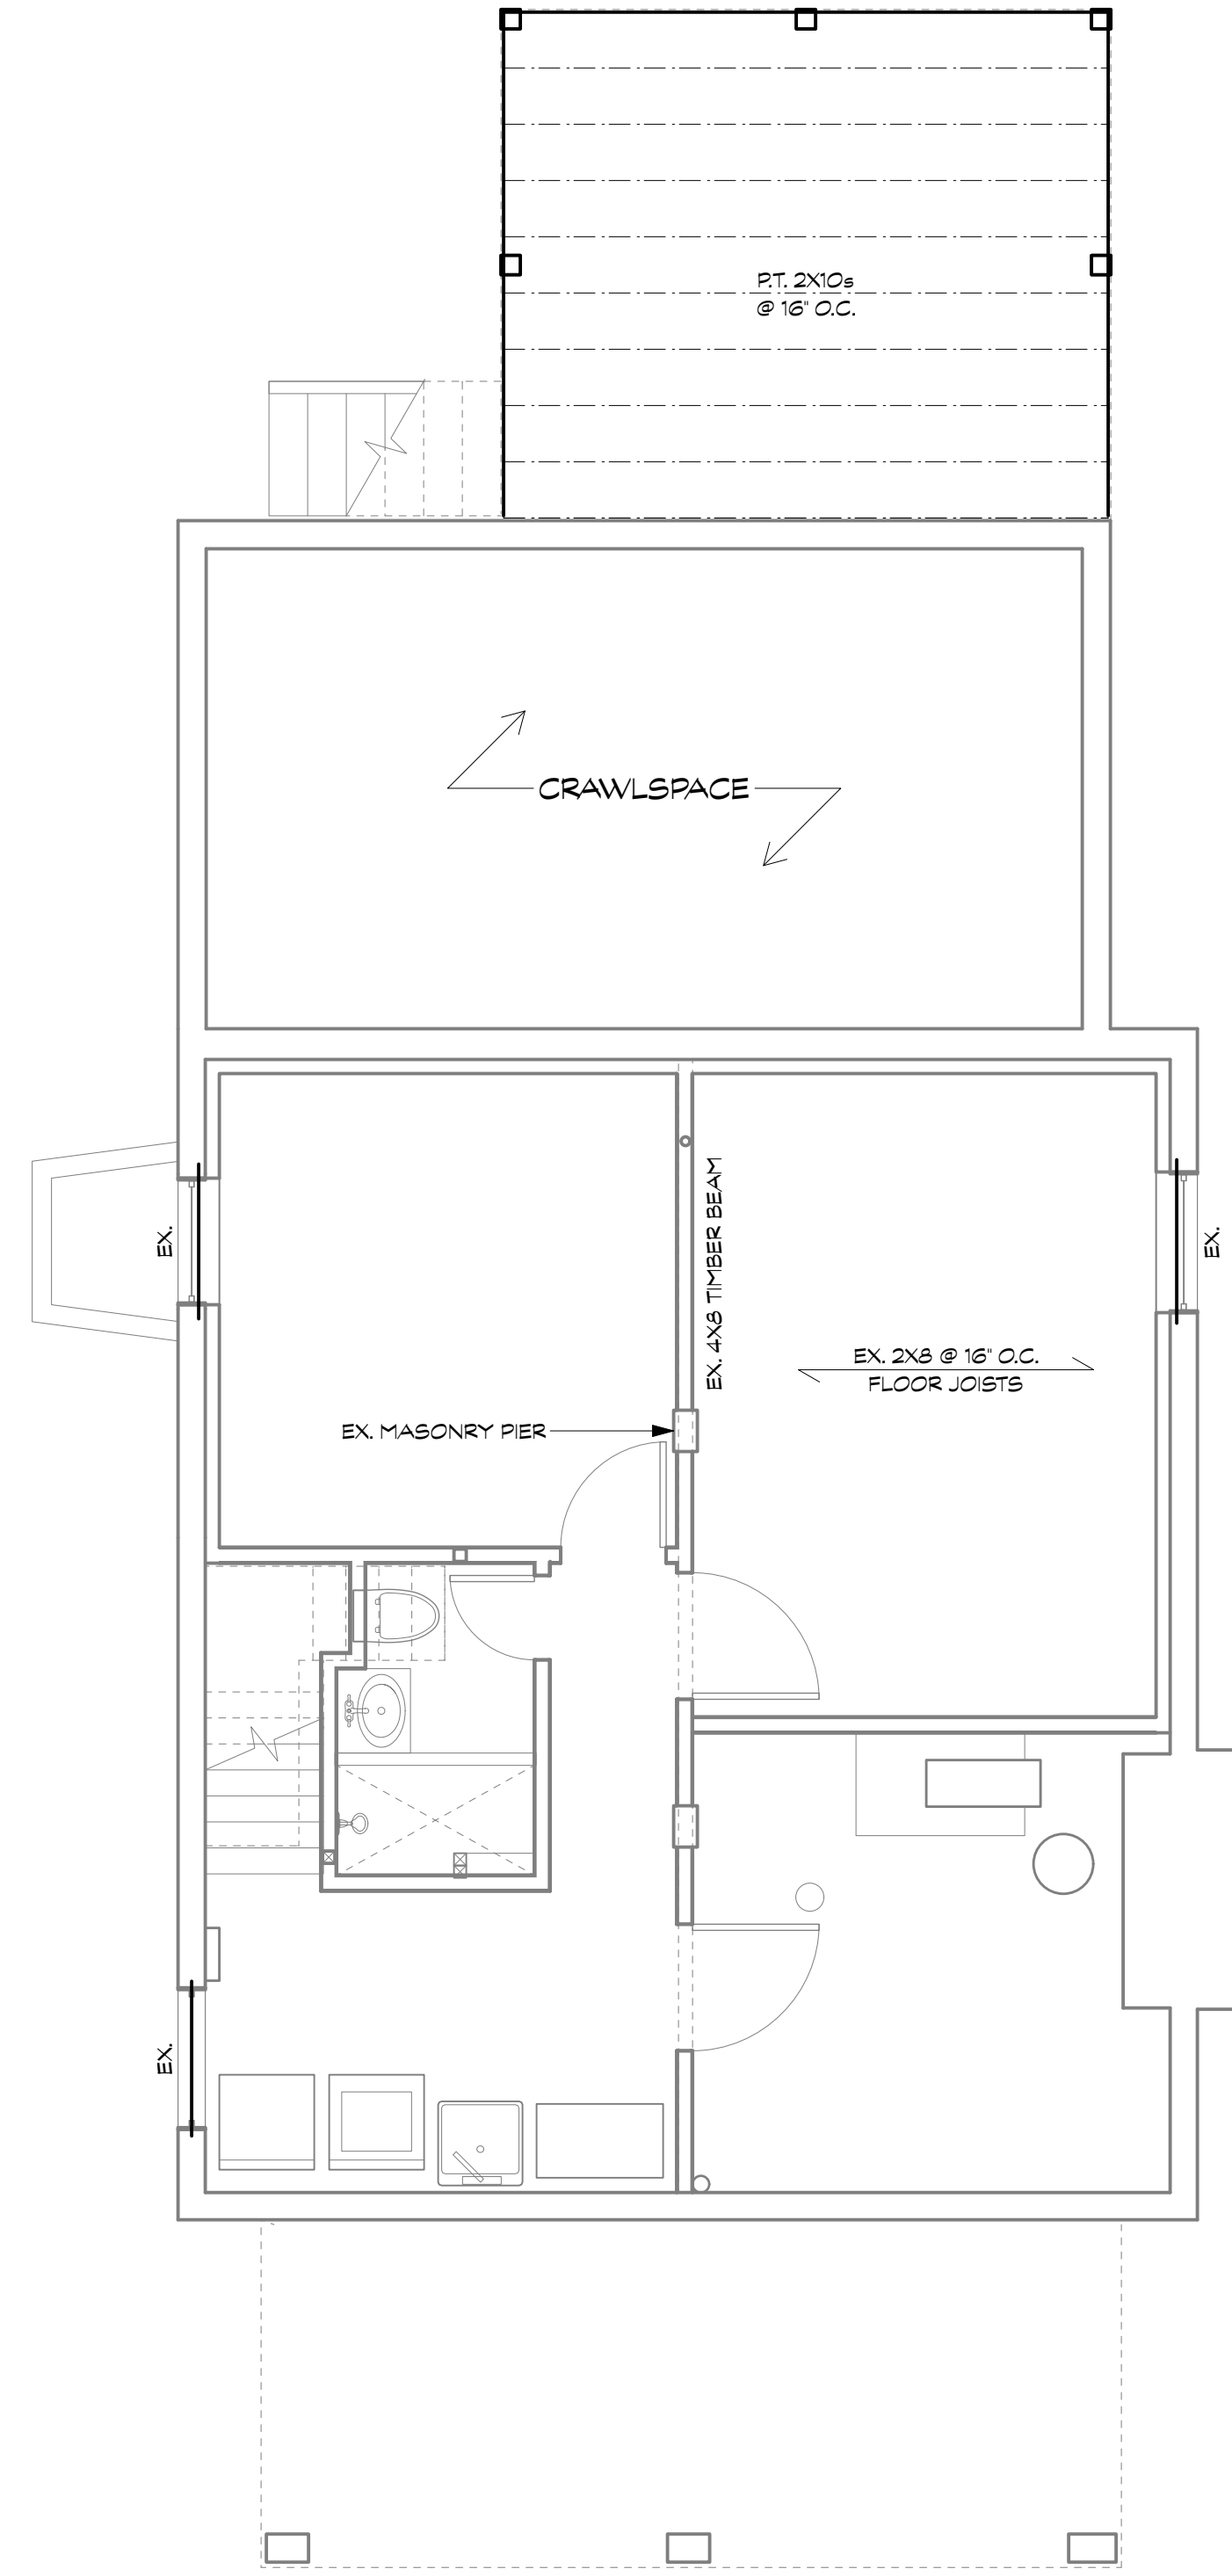 P.T. 2X10s
@ 16" O.C.
CRAWLSPACE
EX.
EX. 4X8 TIMBER BEAM
EX.
EX. 2X8 @ 16" O.C.
FLOOR JOISTS
EX. MASONRY PIER
EX.